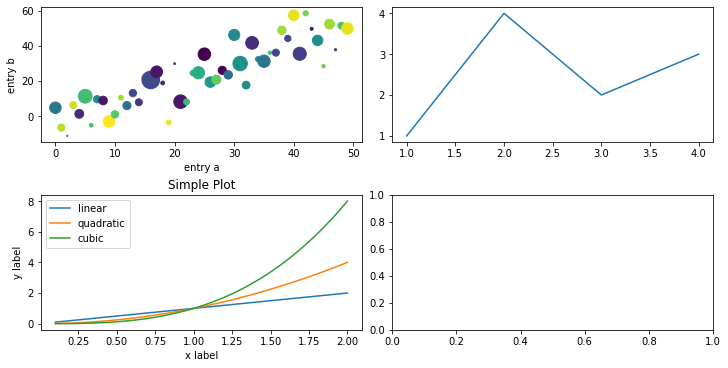 60
40
20
0
entry b
0 10 20 30 40 50
entry a
4
3
2
1
1.0 1.5 2.0 2.5 3.0 3.5 4.0
Simple Plot
8
6
4
2
0
y label
linear
quadratic
cubic
0.25 0.50 0.75 1.00 1.25 1.50 1.75 2.00
x label
1.0
0.8
0.6
0.4
0.2
0.0
0.0 0.2 0.4 0.6 0.8 1.0